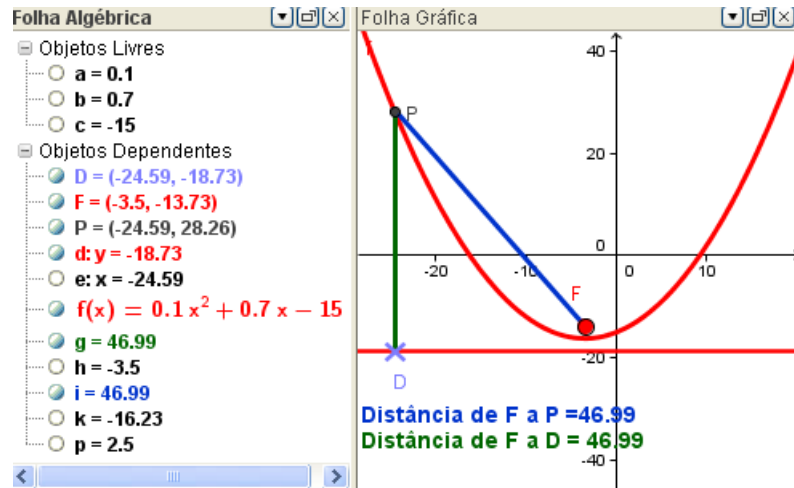 Folha Algébrica
Objetos Livres
a = 0.1
b = 0.7
c = -15
Objetos Dependentes
D = (-24.59, -18.73)
F = (-3.5, -13.73)
P = (-24.59, 28.26)
d: y = -18.73
e: x = -24.59
f(x) = 0.1 x² + 0.7 x – 15
g = 46.99
h = -3.5
i = 46.99
k = -16.23
p = 2.5
Folha Gráfica
f
40
P
20
0
-20
-10
0
10
F
-20
D
Distância de F a P =46.99
Distância de F a D = 46.99
-40